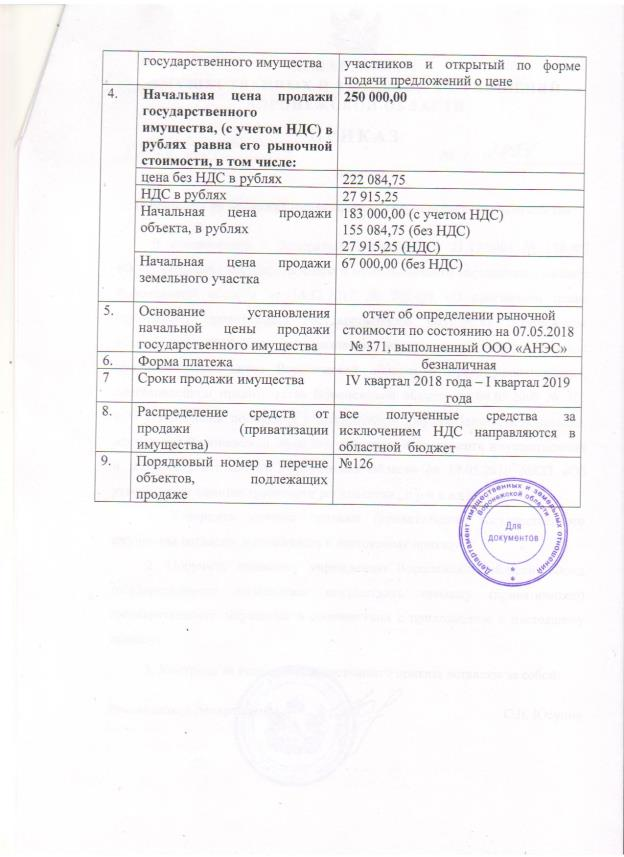 государственного имущества
участников и открытый по форме
подачи предложений о цене
4.
Начальная цена продажи
государственного
имущества, (с учетом НДС) в
рублях равна его рыночной
стоимости, в том числе:
250 000,00
цена без НДС в рублях
222 084,75
НДС в рублях
27 915,25
Начальная цена продажи
объекта, в рублях
183 000,00 (с учетом НДС)
155 084,75 (без НДС)
27 915,25 (НДС)
Начальная цена продажи
земельного участка
67 000,00 (без НДС)
5.
Основание установления
начальной цены продажи
государственного имущества
отчет об определении рыночной
стоимости по состоянию на 07.05.2018
№ 371, выполненный ООО «АНЭС»
6.
Форма платежа
безналичная
7
Сроки продажи имущества
IV квартал 2018 года – I квартал 2019
года
8.
Распределение средств от
продажи (приватизации
имущества)
все полученные средства за
исключением НДС направляются в
областной бюджет
9.
Порядковый номер в перечне
объектов, подлежащих
продаже
№126
Департамент имущественных и земельных отношений
Воронежской области
Для
документов